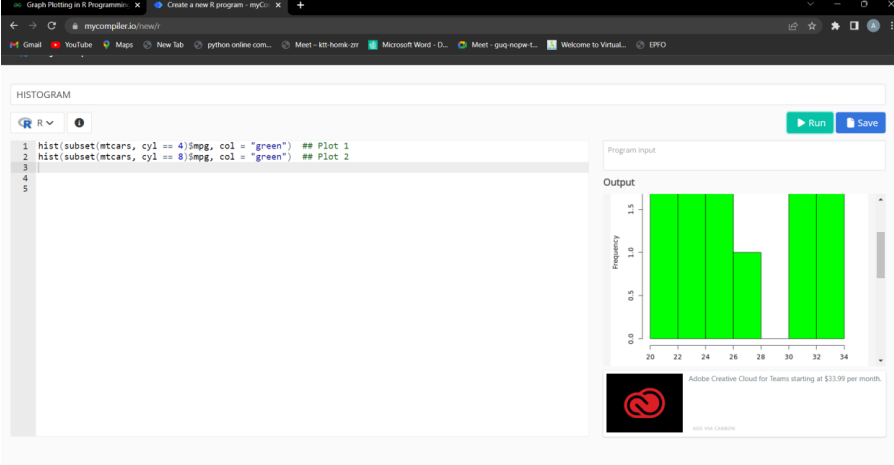 Graph Plotting in R Programming
Create a new R program - myCo
mycompiler.io/new/r
Gmail YouTube Maps New Tab python online com... Meet – ktt-homk-zrr Microsoft Word - D... Meet - guq-nopw-t... Welcome to Virtual... EPFO
HISTOGRAM
R
Run Save
1 hist(subset(mtcars, cyl == 4)$mpg, col = "green") ## Plot 1
2 hist(subset(mtcars, cyl == 8)$mpg, col = "green") ## Plot 2
3
4
5
Program input
Output
Frequency
1.5
1.0
0.5
0.0
20 22 24 26 28 30 32 34
Adobe Creative Cloud for Teams starting at $33.99 per month.
ADS VIA CARBON